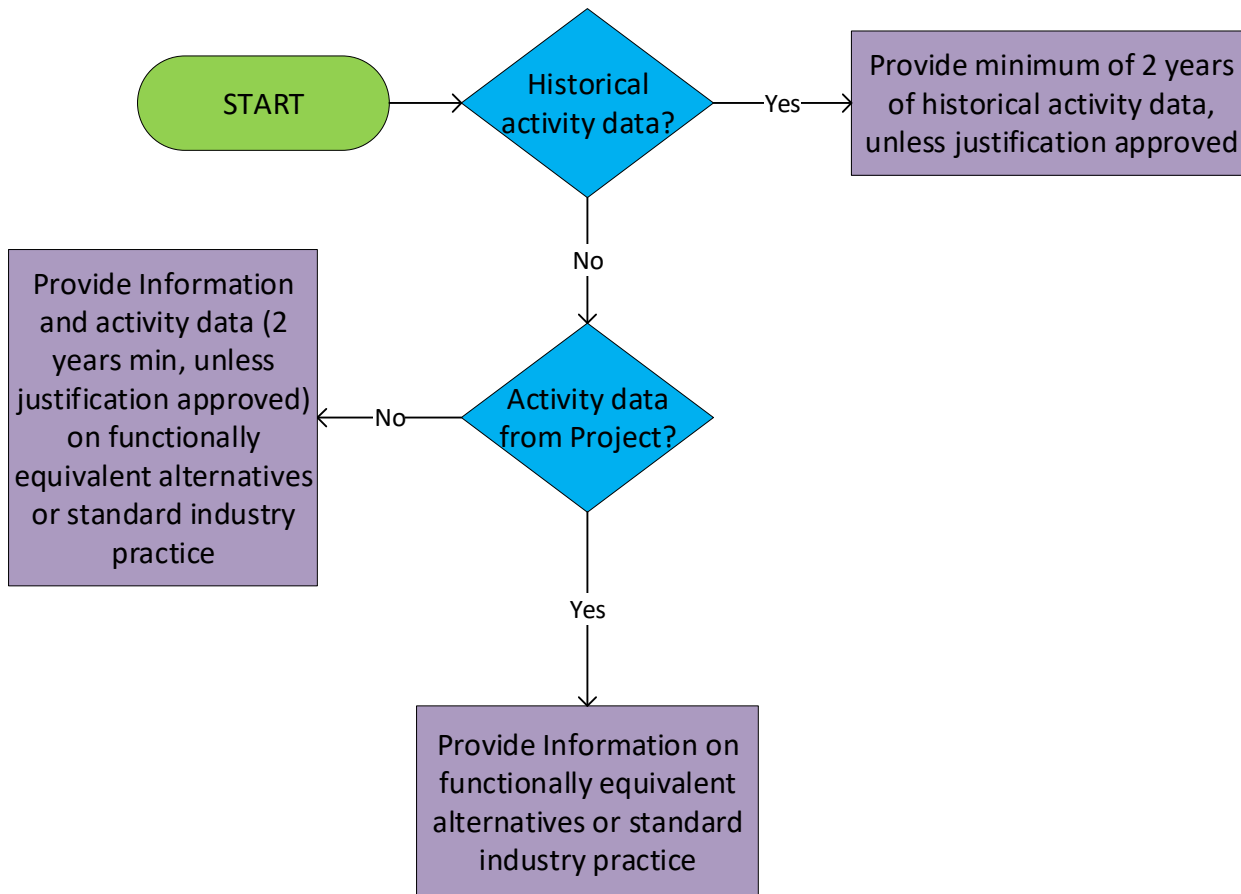 START
Historical
activity data?
Yes
Provide minimum of 2 years
of historical activity data,
unless justification approved
No
Provide Information
and activity data (2
years min, unless
justification approved)
on functionally
equivalent alternatives
or standard industry
practice
No
Activity data
from Project?
Yes
Provide Information on
functionally equivalent
alternatives or standard
industry practice